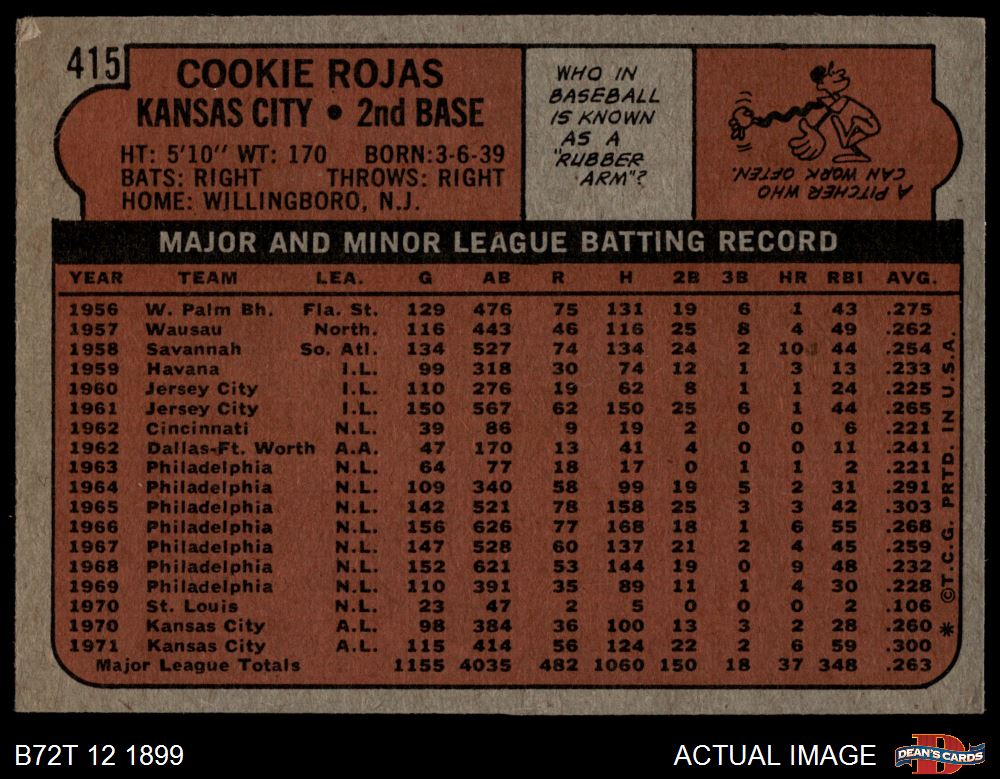 415
COOKIE ROJAS
KANSAS CITY • 2nd BASE
HT: 5'10" WT: 170 BORN: 3-6-39
BATS: RIGHT THROWS: RIGHT
HOME: WILLINGBORO, N.J.
WHO IN
BASEBALL
IS KNOWN
AS A
"RUBBER
ARM"?
A PITCHER WHO
CAN WORK OFTEN.
MAJOR AND MINOR LEAGUE BATTING RECORD
YEAR TEAM LEA. G AB R H 2B 3B HR RBI AVG.
1956 W. Palm Bh. Fla. St. 129 476 75 131 19 6 1 43 .275
1957 Wausau North. 116 443 46 116 25 8 4 49 .262
1958 Savannah So. Atl. 134 527 74 134 24 2 10 44 .254
1959 Havana I.L. 99 318 30 74 12 1 3 13 .233
1960 Jersey City I.L. 110 276 19 62 8 1 1 24 .225
1961 Jersey City I.L. 150 567 62 150 25 6 1 44 .265
1962 Cincinnati N.L. 39 86 9 19 2 0 0 6 .221
1962 Dallas-Ft. Worth A.A. 47 170 13 41 4 0 0 11 .241
1963 Philadelphia N.L. 64 77 18 17 0 1 1 2 .221
1964 Philadelphia N.L. 109 340 58 99 19 5 2 31 .291
1965 Philadelphia N.L. 142 521 78 158 25 3 3 42 .303
1966 Philadelphia N.L. 156 626 77 168 18 1 6 55 .268
1967 Philadelphia N.L. 147 528 60 137 21 2 4 45 .259
1968 Philadelphia N.L. 152 621 53 144 19 0 9 48 .232
1969 Philadelphia N.L. 110 391 35 89 11 1 4 30 .228
1970 St. Louis N.L. 23 47 2 5 0 0 0 2 .106
1970 Kansas City A.L. 98 384 36 100 13 3 2 28 .260
1971 Kansas City A.L. 115 414 56 124 22 2 6 59 .300
Major League Totals 1155 4035 482 1060 150 18 37 348 .263
* ©T.C.G. PRTD. IN U.S.A.
B72T 12 1899
ACTUAL IMAGE
DEAN'S CARDS